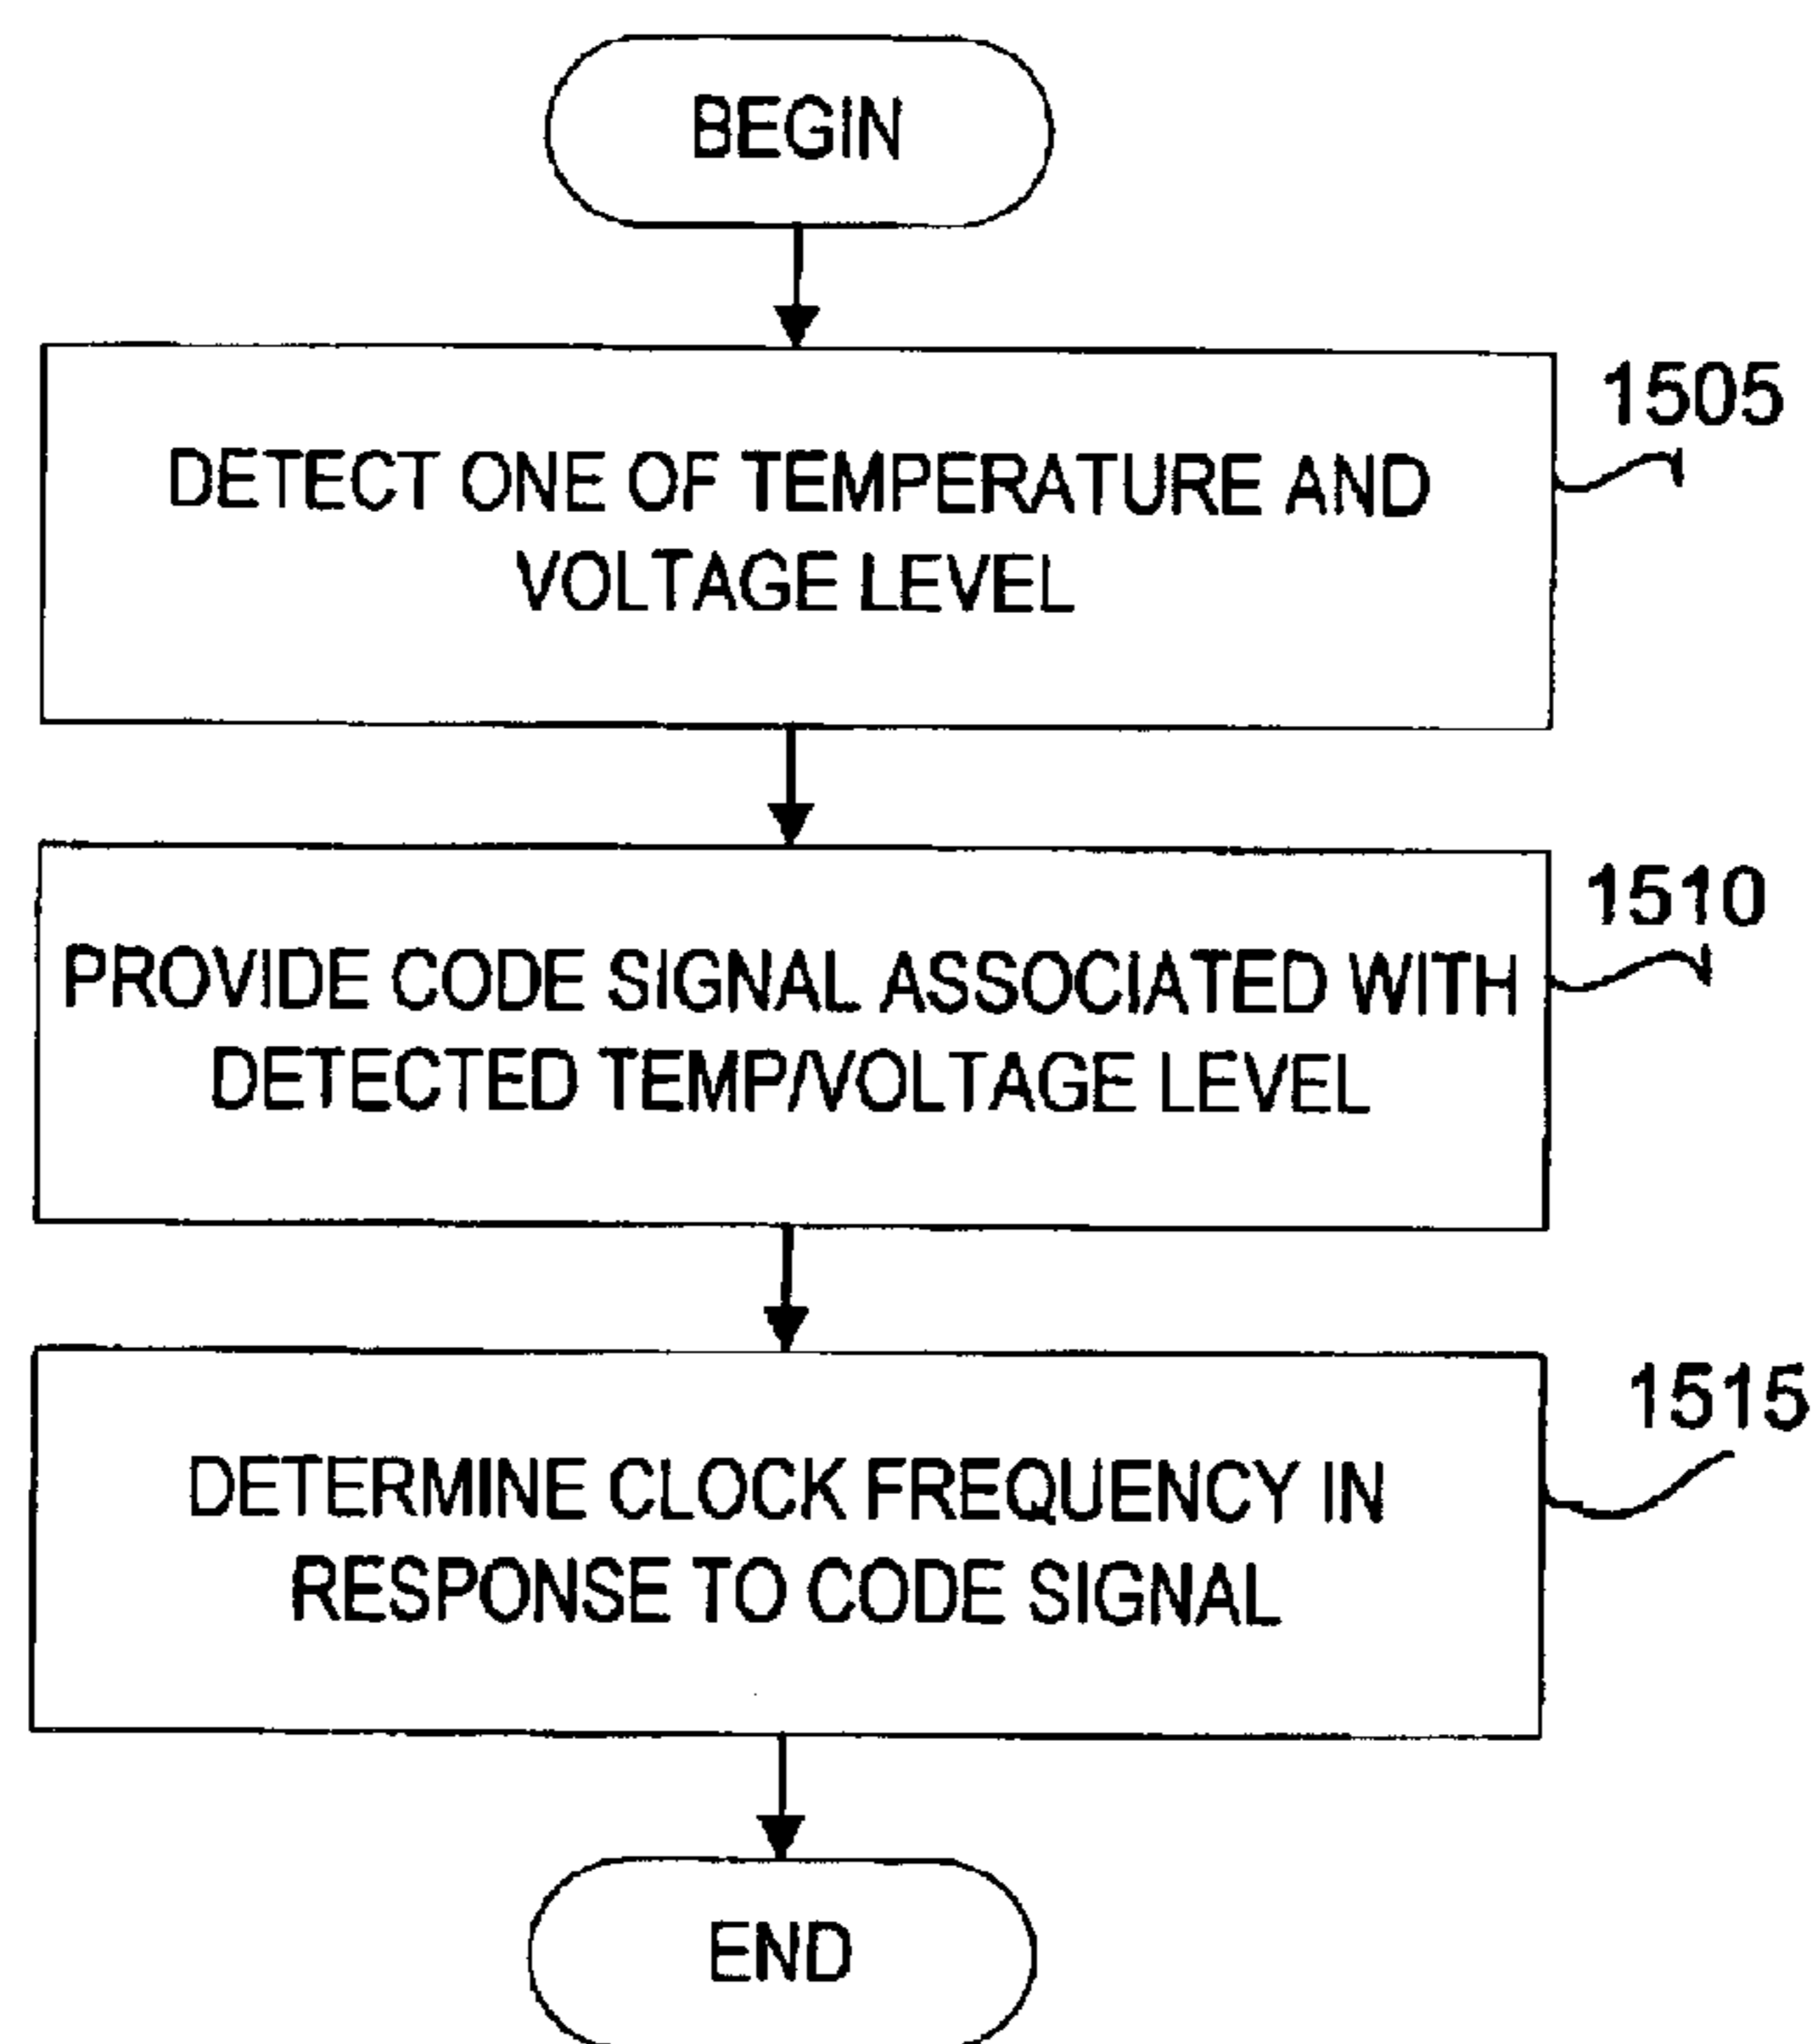 BEGIN
1505
DETECT ONE OF TEMPERATURE AND
VOLTAGE LEVEL
1510
PROVIDE CODE SIGNAL ASSOCIATED WITH
DETECTED TEMP/VOLTAGE LEVEL
1515
DETERMINE CLOCK FREQUENCY IN
RESPONSE TO CODE SIGNAL
END